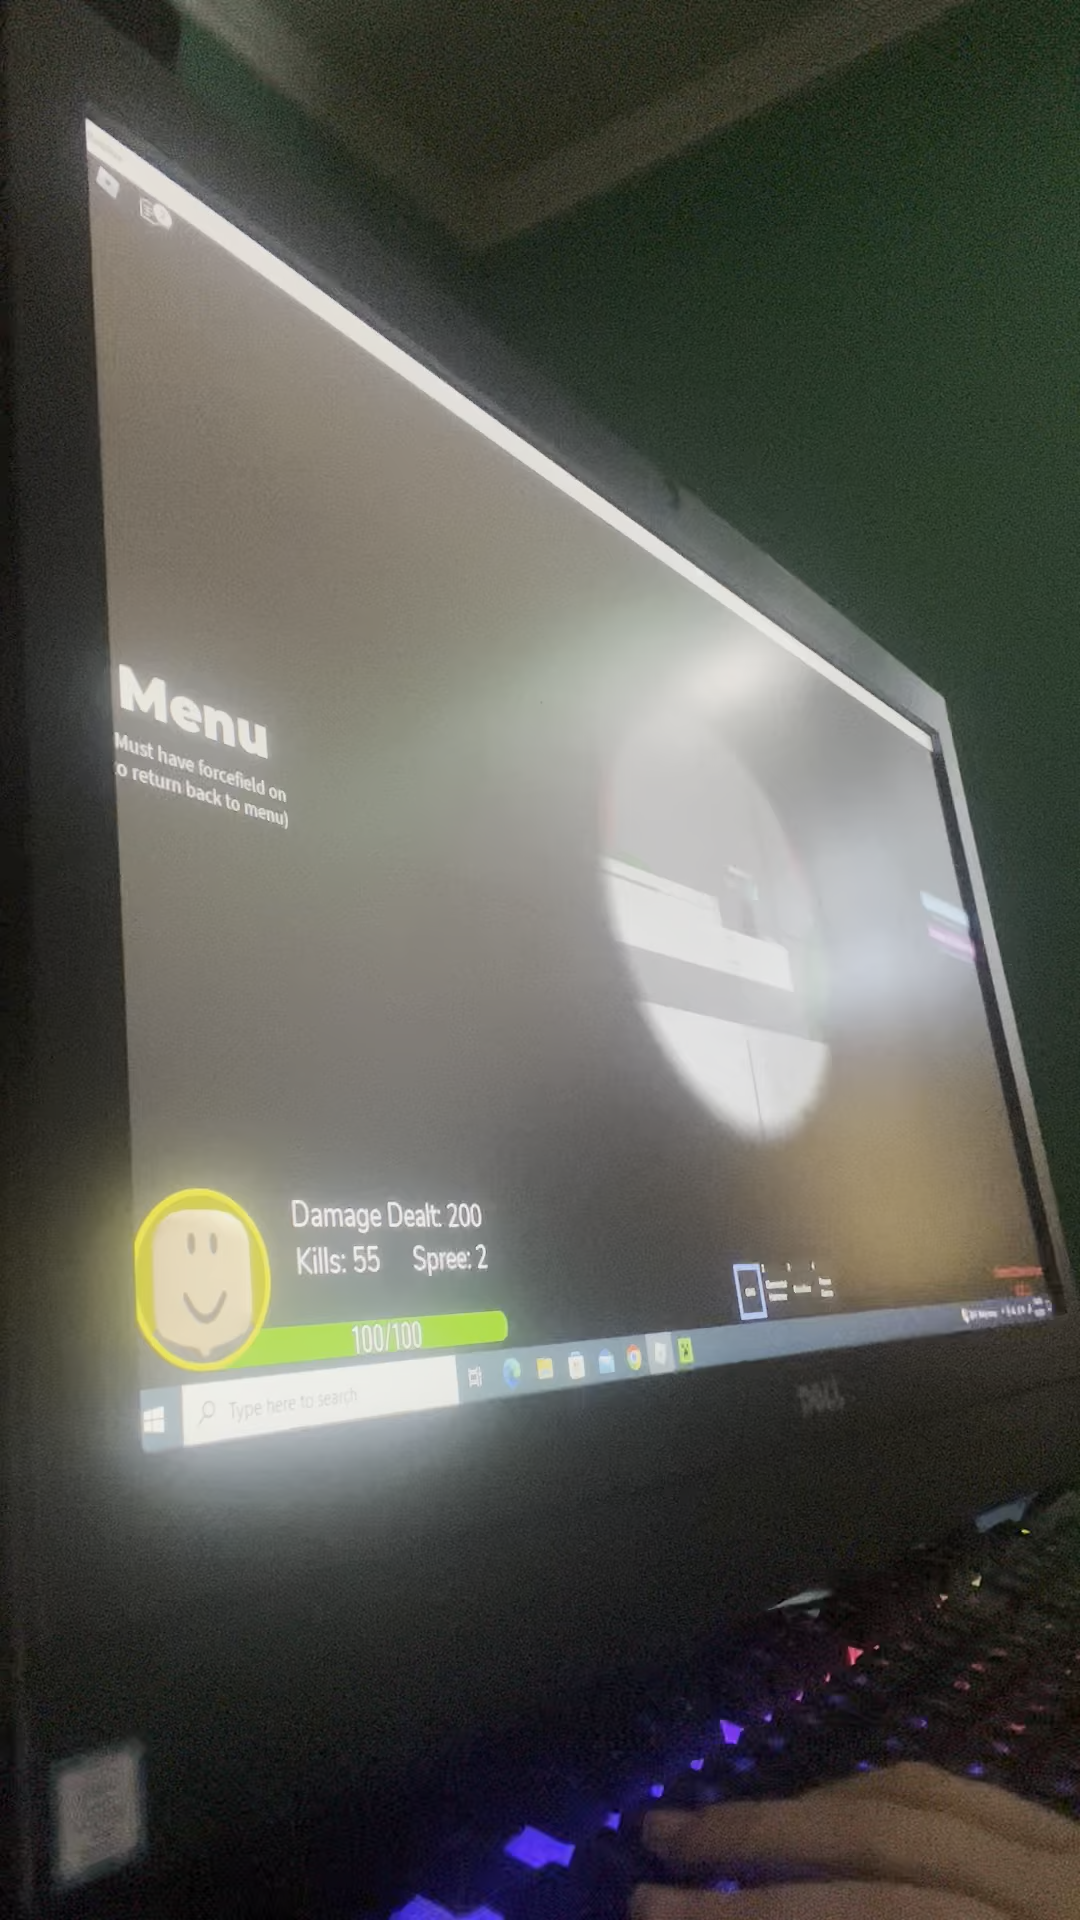 Menu
Must have forcefield on
o return back to menu)
Damage Dealt: 200
Kills: 55 Spree: 2
100/100
Type here to search
DELL